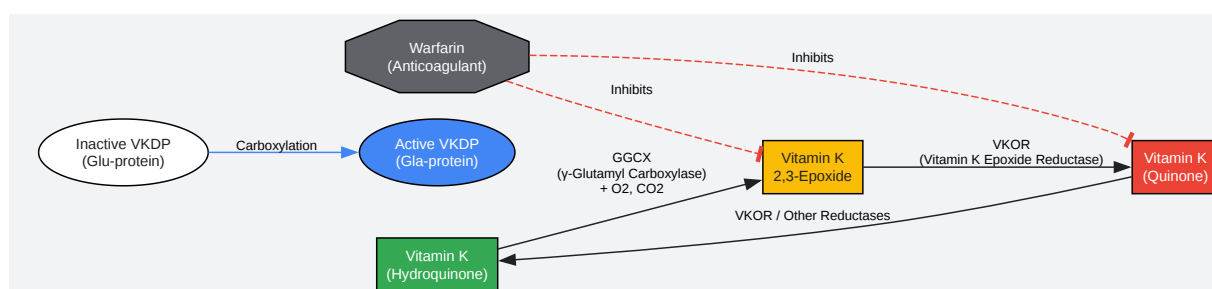 Warfarin
(Anticoagulant)
Inhibits
Inhibits
Inactive VKDP
(Glu-protein)
Carboxylation
Active VKDP
(Gla-protein)
GGCX
(γ-Glutamyl Carboxylase)
+ O2, CO2
Vitamin K
2,3-Epoxide
VKOR
(Vitamin K Epoxide Reductase)
Vitamin K
(Quinone)
VKOR / Other Reductases
Vitamin K
(Hydroquinone)